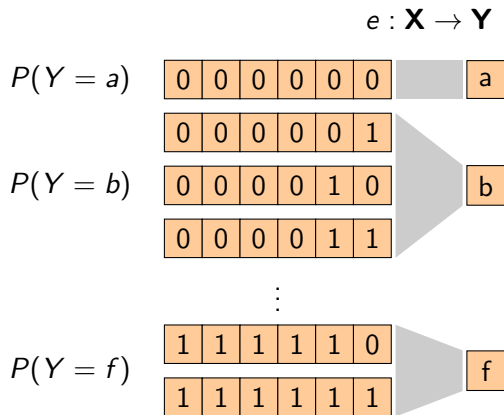 e : X → Y
P(Y = a) 0 0 0 0 0 0 a
0 0 0 0 0 1
P(Y = b) 0 0 0 0 1 0 b
0 0 0 0 1 1
⋮
1 1 1 1 1 0
P(Y = f) f
1 1 1 1 1 1